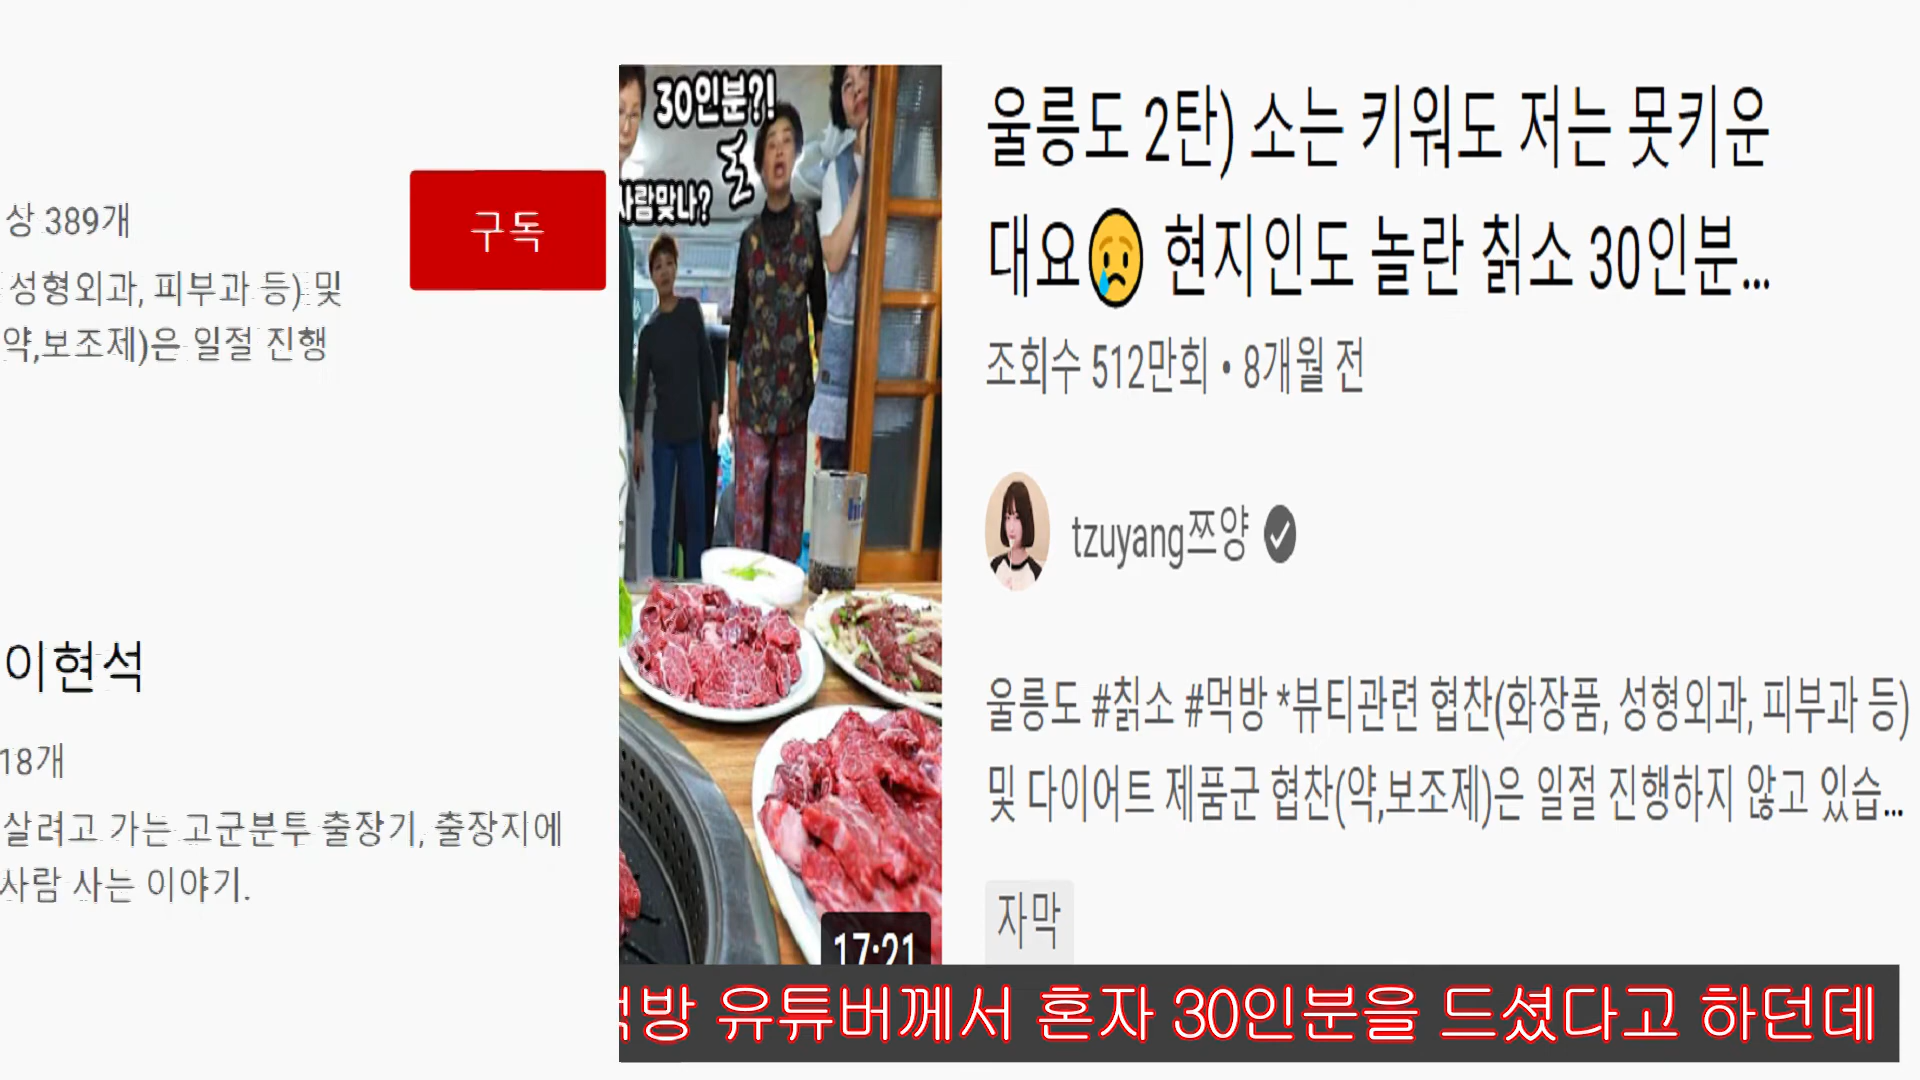 상 389개
성형외과, 피부과 등) 및
약,보조제)은 일절 진행
구독
이현석
18개
살려고 가는 고군분투 출장기, 출장지에
사람 사는 이야기.
30인분?!
사람맞나?
17:21
울릉도 2탄) 소는 키워도 저는 못키운
대요😢 현지인도 놀란 칡소 30인분...
조회수 512만회 • 8개월 전
tzuyang쯔양
울릉도 #칡소 #먹방 *뷰티관련 협찬(화장품, 성형외과, 피부과 등)
및 다이어트 제품군 협찬(약,보조제)은 일절 진행하지 않고 있습...
자막
먹방 유튜버께서 혼자 30인분을 드셨다고 하던데